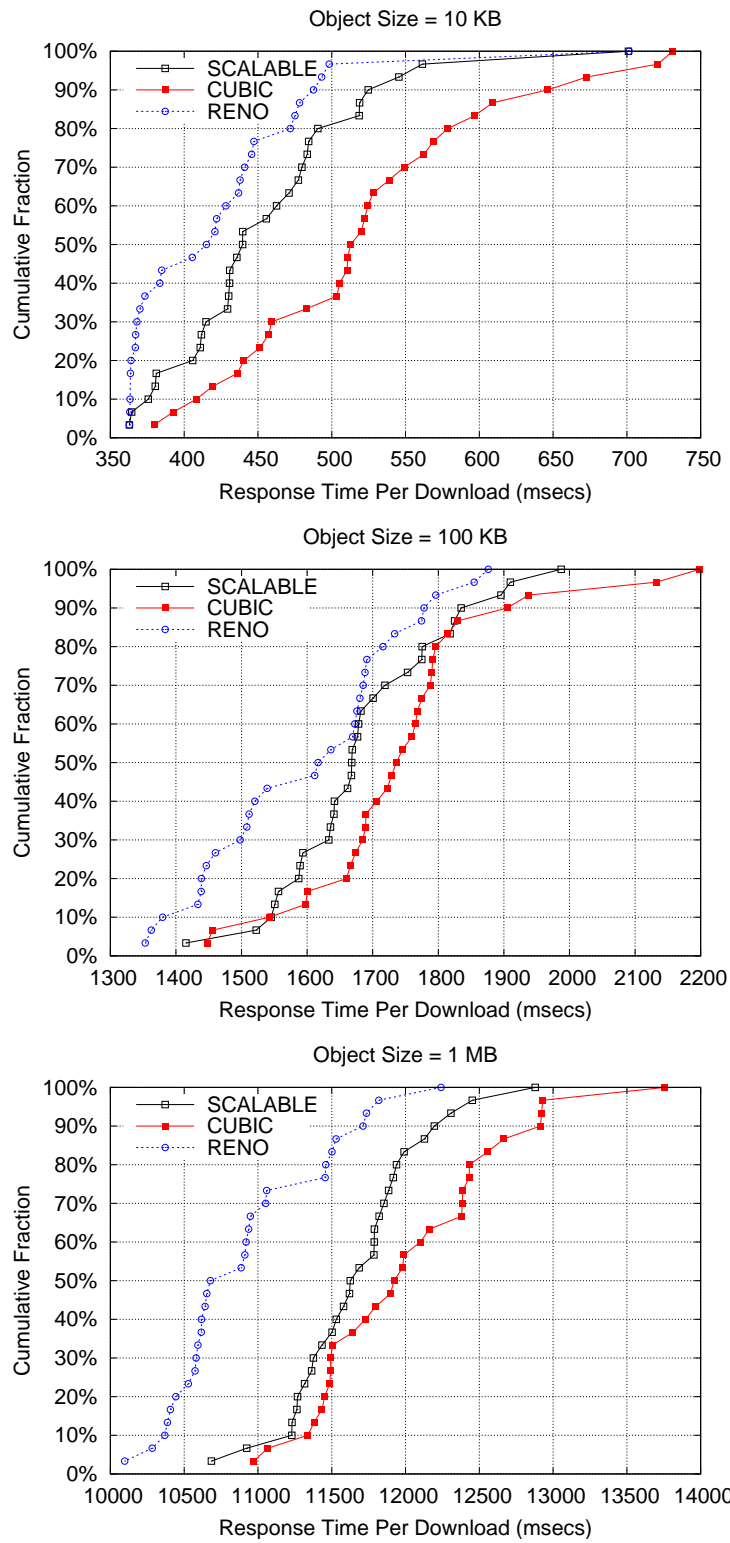 Object Size = 10 KB
100%
90%
80%
70%
60%
50%
40%
30%
20%
10%
0%
Cumulative Fraction
SCALABLE
CUBIC
RENO
350 400 450 500 550 600 650 700 750
Response Time Per Download (msecs)
Object Size = 100 KB
100%
90%
80%
70%
60%
50%
40%
30%
20%
10%
0%
Cumulative Fraction
SCALABLE
CUBIC
RENO
1300 1400 1500 1600 1700 1800 1900 2000 2100 2200
Response Time Per Download (msecs)
Object Size = 1 MB
100%
90%
80%
70%
60%
50%
40%
30%
20%
10%
0%
Cumulative Fraction
SCALABLE
CUBIC
RENO
10000 10500 11000 11500 12000 12500 13000 13500 14000
Response Time Per Download (msecs)